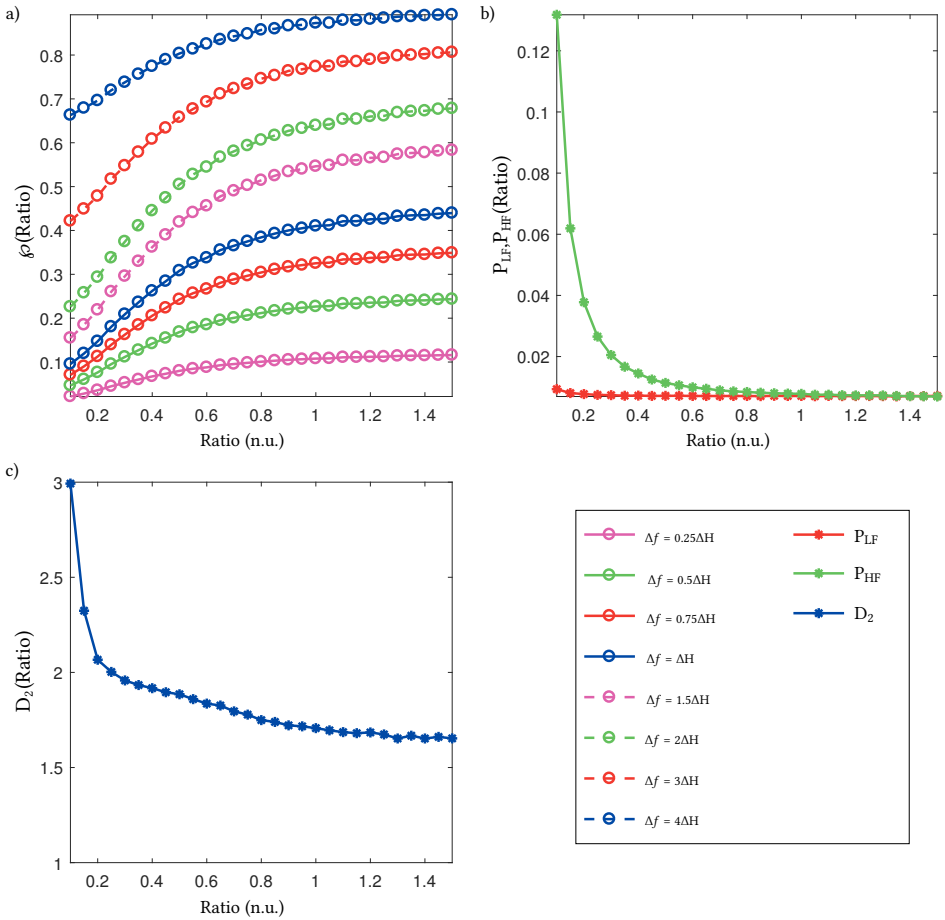 a)
0.8
0.7
0.6
0.5
0.4
0.3
0.2
0.1
℘(Ratio)
0.2 0.4 0.6 0.8 1 1.2 1.4
Ratio (n.u.)
b)
0.12
0.1
0.08
0.06
0.04
0.02
P_LF,P_HF(Ratio)
0.2 0.4 0.6 0.8 1 1.2 1.4
Ratio (n.u.)
c)
3
2.5
2
1.5
1
D₂(Ratio)
0.2 0.4 0.6 0.8 1 1.2 1.4
Ratio (n.u.)
Δf = 0.25ΔH
Δf = 0.5ΔH
Δf = 0.75ΔH
Δf = ΔH
Δf = 1.5ΔH
Δf = 2ΔH
Δf = 3ΔH
Δf = 4ΔH
P_LF
P_HF
D₂